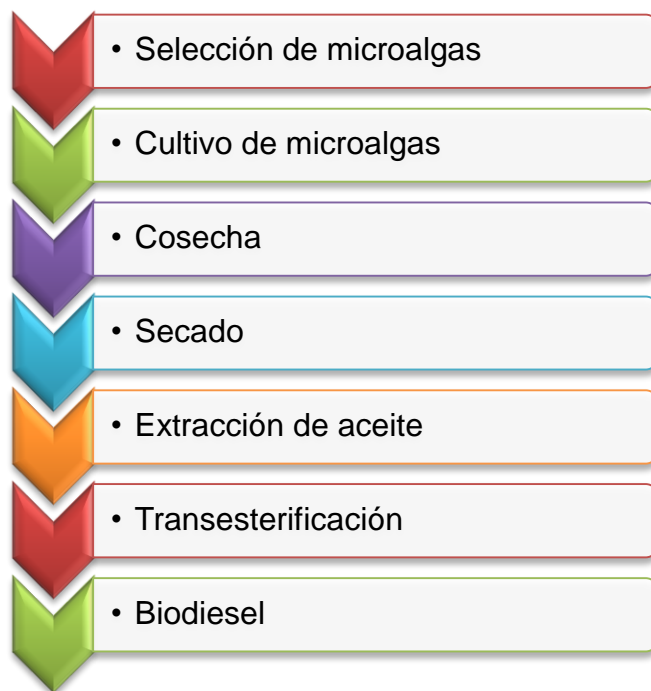 • Selección de microalgas
• Cultivo de microalgas
• Cosecha
• Secado
• Extracción de aceite
• Transesterificación
• Biodiesel